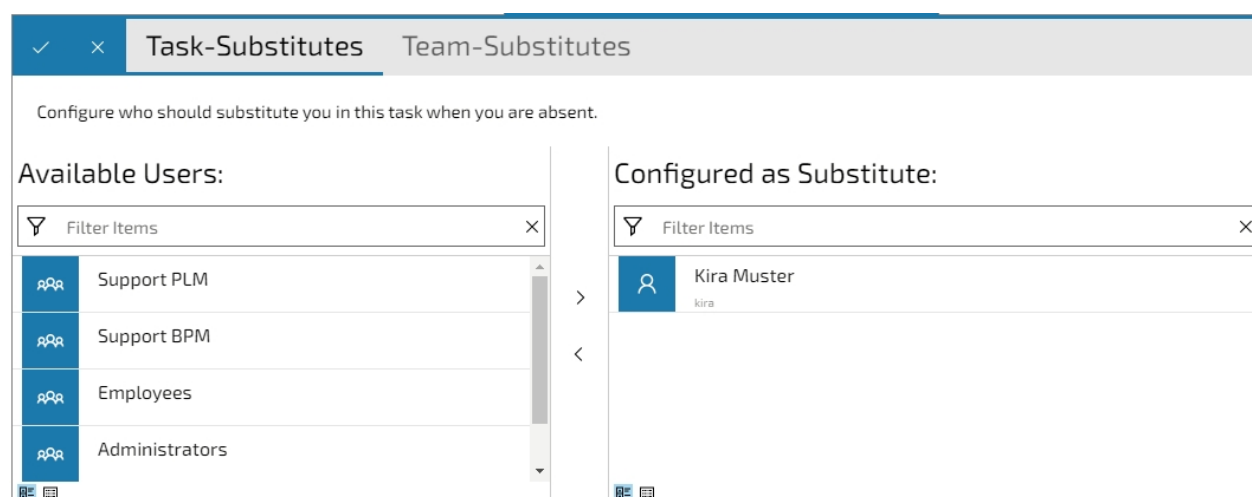 Task-Substitutes Team-Substitutes
Configure who should substitute you in this task when you are absent.
Available Users:
Filter Items
Support PLM
Support BPM
Employees
Administrators
Configured as Substitute:
Filter Items
Kira Muster
kira